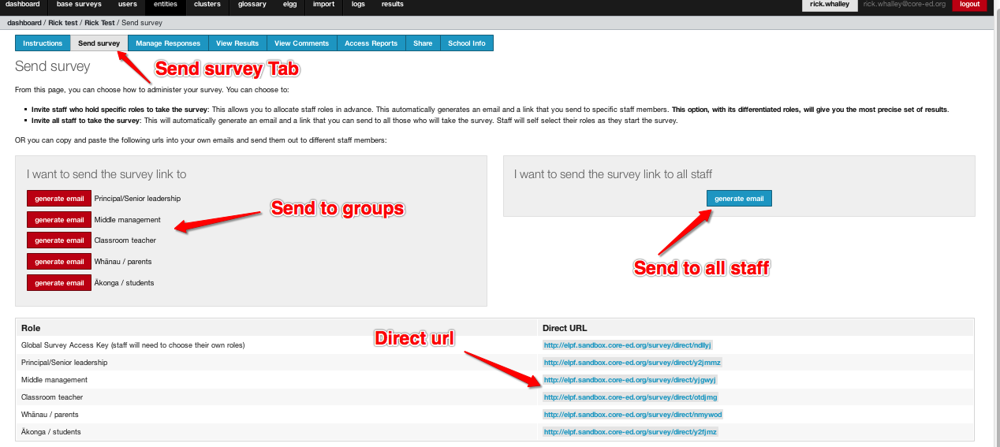 dashboard base surveys users entities clusters glossary elgg import logs results rick.whalley rick.whalley@core-ed.org logout
dashboard / Rick test / Rick Test / Send survey
Instructions Send survey Manage Responses View Results View Comments Access Reports Share School Info
Send survey Tab
Send survey
From this page, you can choose how to administer your survey. You can choose to:
Invite staff who hold specific roles to take the survey: This allows you to allocate staff roles in advance. This automatically generates an email and a link that you send to specific staff members. This option, with its differentiated roles, will give you the most precise set of results.
Invite all staff to take the survey: This will automatically generate an email and a link that you can send to all those who will take the survey. Staff will self select their roles as they start the survey.
OR you can copy and paste the following urls into your own emails and send them out to different staff members:
I want to send the survey link to
generate email Principal/Senior leadership
generate email Middle management
generate email Classroom teacher
generate email Whānau / parents
generate email Ākonga / students
Send to groups
I want to send the survey link to all staff
generate email
Send to all staff
Direct url
Role Direct URL
Global Survey Access Key (staff will need to choose their own roles) http://elpf.sandbox.core-ed.org/survey/direct/ndllyj
Principal/Senior leadership http://elpf.sandbox.core-ed.org/survey/direct/y2jmmz
Middle management http://elpf.sandbox.core-ed.org/survey/direct/yjgwyj
Classroom teacher http://elpf.sandbox.core-ed.org/survey/direct/otdjmg
Whānau / parents http://elpf.sandbox.core-ed.org/survey/direct/nmywod
Ākonga / students http://elpf.sandbox.core-ed.org/survey/direct/y2fjmz